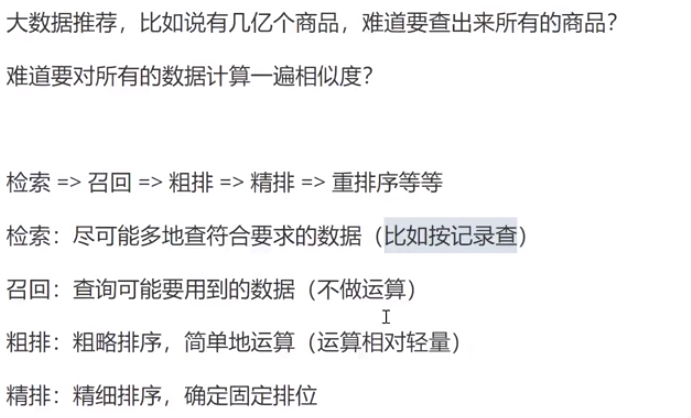 大数据推荐，比如说有几亿个商品，难道要查出来所有的商品？
难道要对所有的数据计算一遍相似度？
检索 => 召回 => 粗排 => 精排 => 重排序等等
检索：尽可能多地查符合要求的数据（比如按记录查）
召回：查询可能要用到的数据（不做运算）
粗排：粗略排序，简单地运算（运算相对轻量）
精排：精细排序，确定固定排位